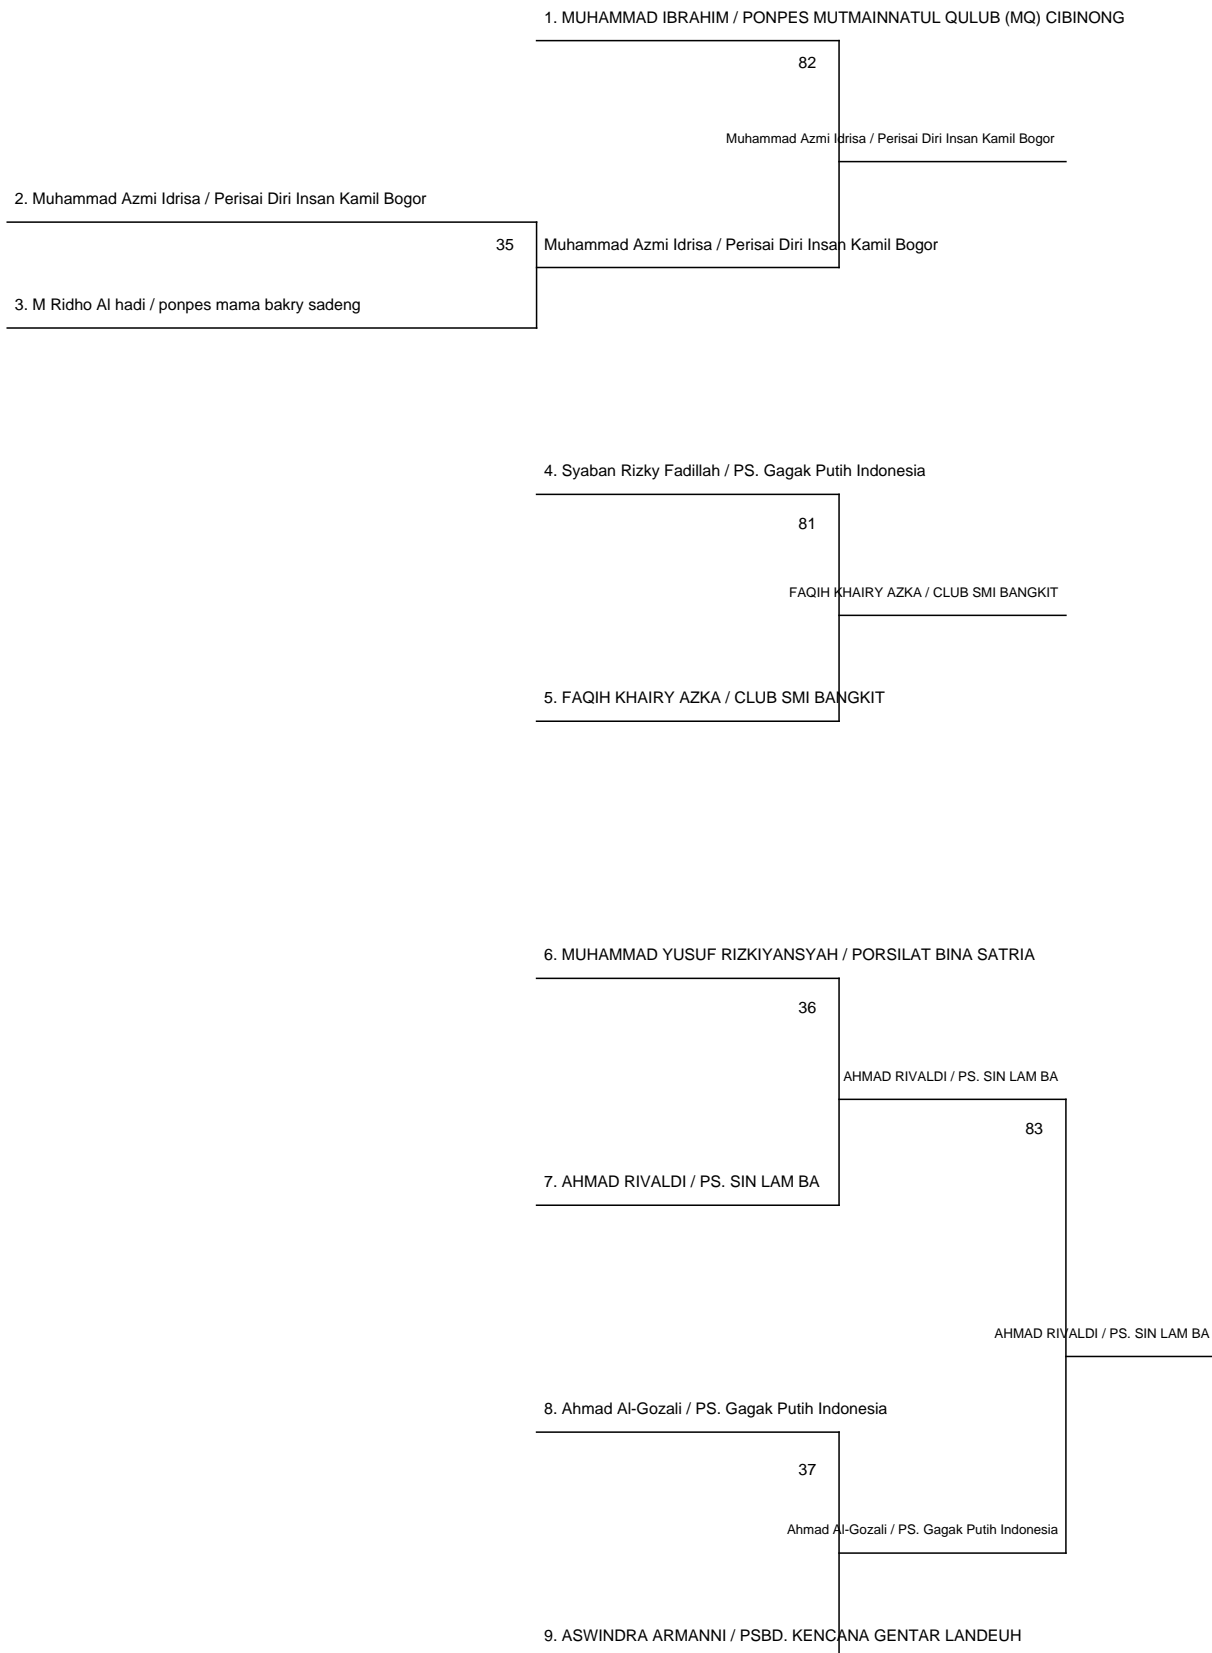 1. MUHAMMAD IBRAHIM / PONPES MUTMAINNATUL QULUB (MQ) CIBINONG
82
Muhammad Azmi Idrisa / Perisai Diri Insan Kamil Bogor
2. Muhammad Azmi Idrisa / Perisai Diri Insan Kamil Bogor
35
Muhammad Azmi Idrisa / Perisai Diri Insan Kamil Bogor
3. M Ridho Al hadi / ponpes mama bakry sadeng
4. Syaban Rizky Fadillah / PS. Gagak Putih Indonesia
81
FAQIH KHAIRY AZKA / CLUB SMI BANGKIT
5. FAQIH KHAIRY AZKA / CLUB SMI BANGKIT
6. MUHAMMAD YUSUF RIZKIYANSYAH / PORSILAT BINA SATRIA
36
AHMAD RIVALDI / PS. SIN LAM BA
83
7. AHMAD RIVALDI / PS. SIN LAM BA
AHMAD RIVALDI / PS. SIN LAM BA
8. Ahmad Al-Gozali / PS. Gagak Putih Indonesia
37
Ahmad Al-Gozali / PS. Gagak Putih Indonesia
9. ASWINDRA ARMANNI / PSBD. KENCANA GENTAR LANDEUH